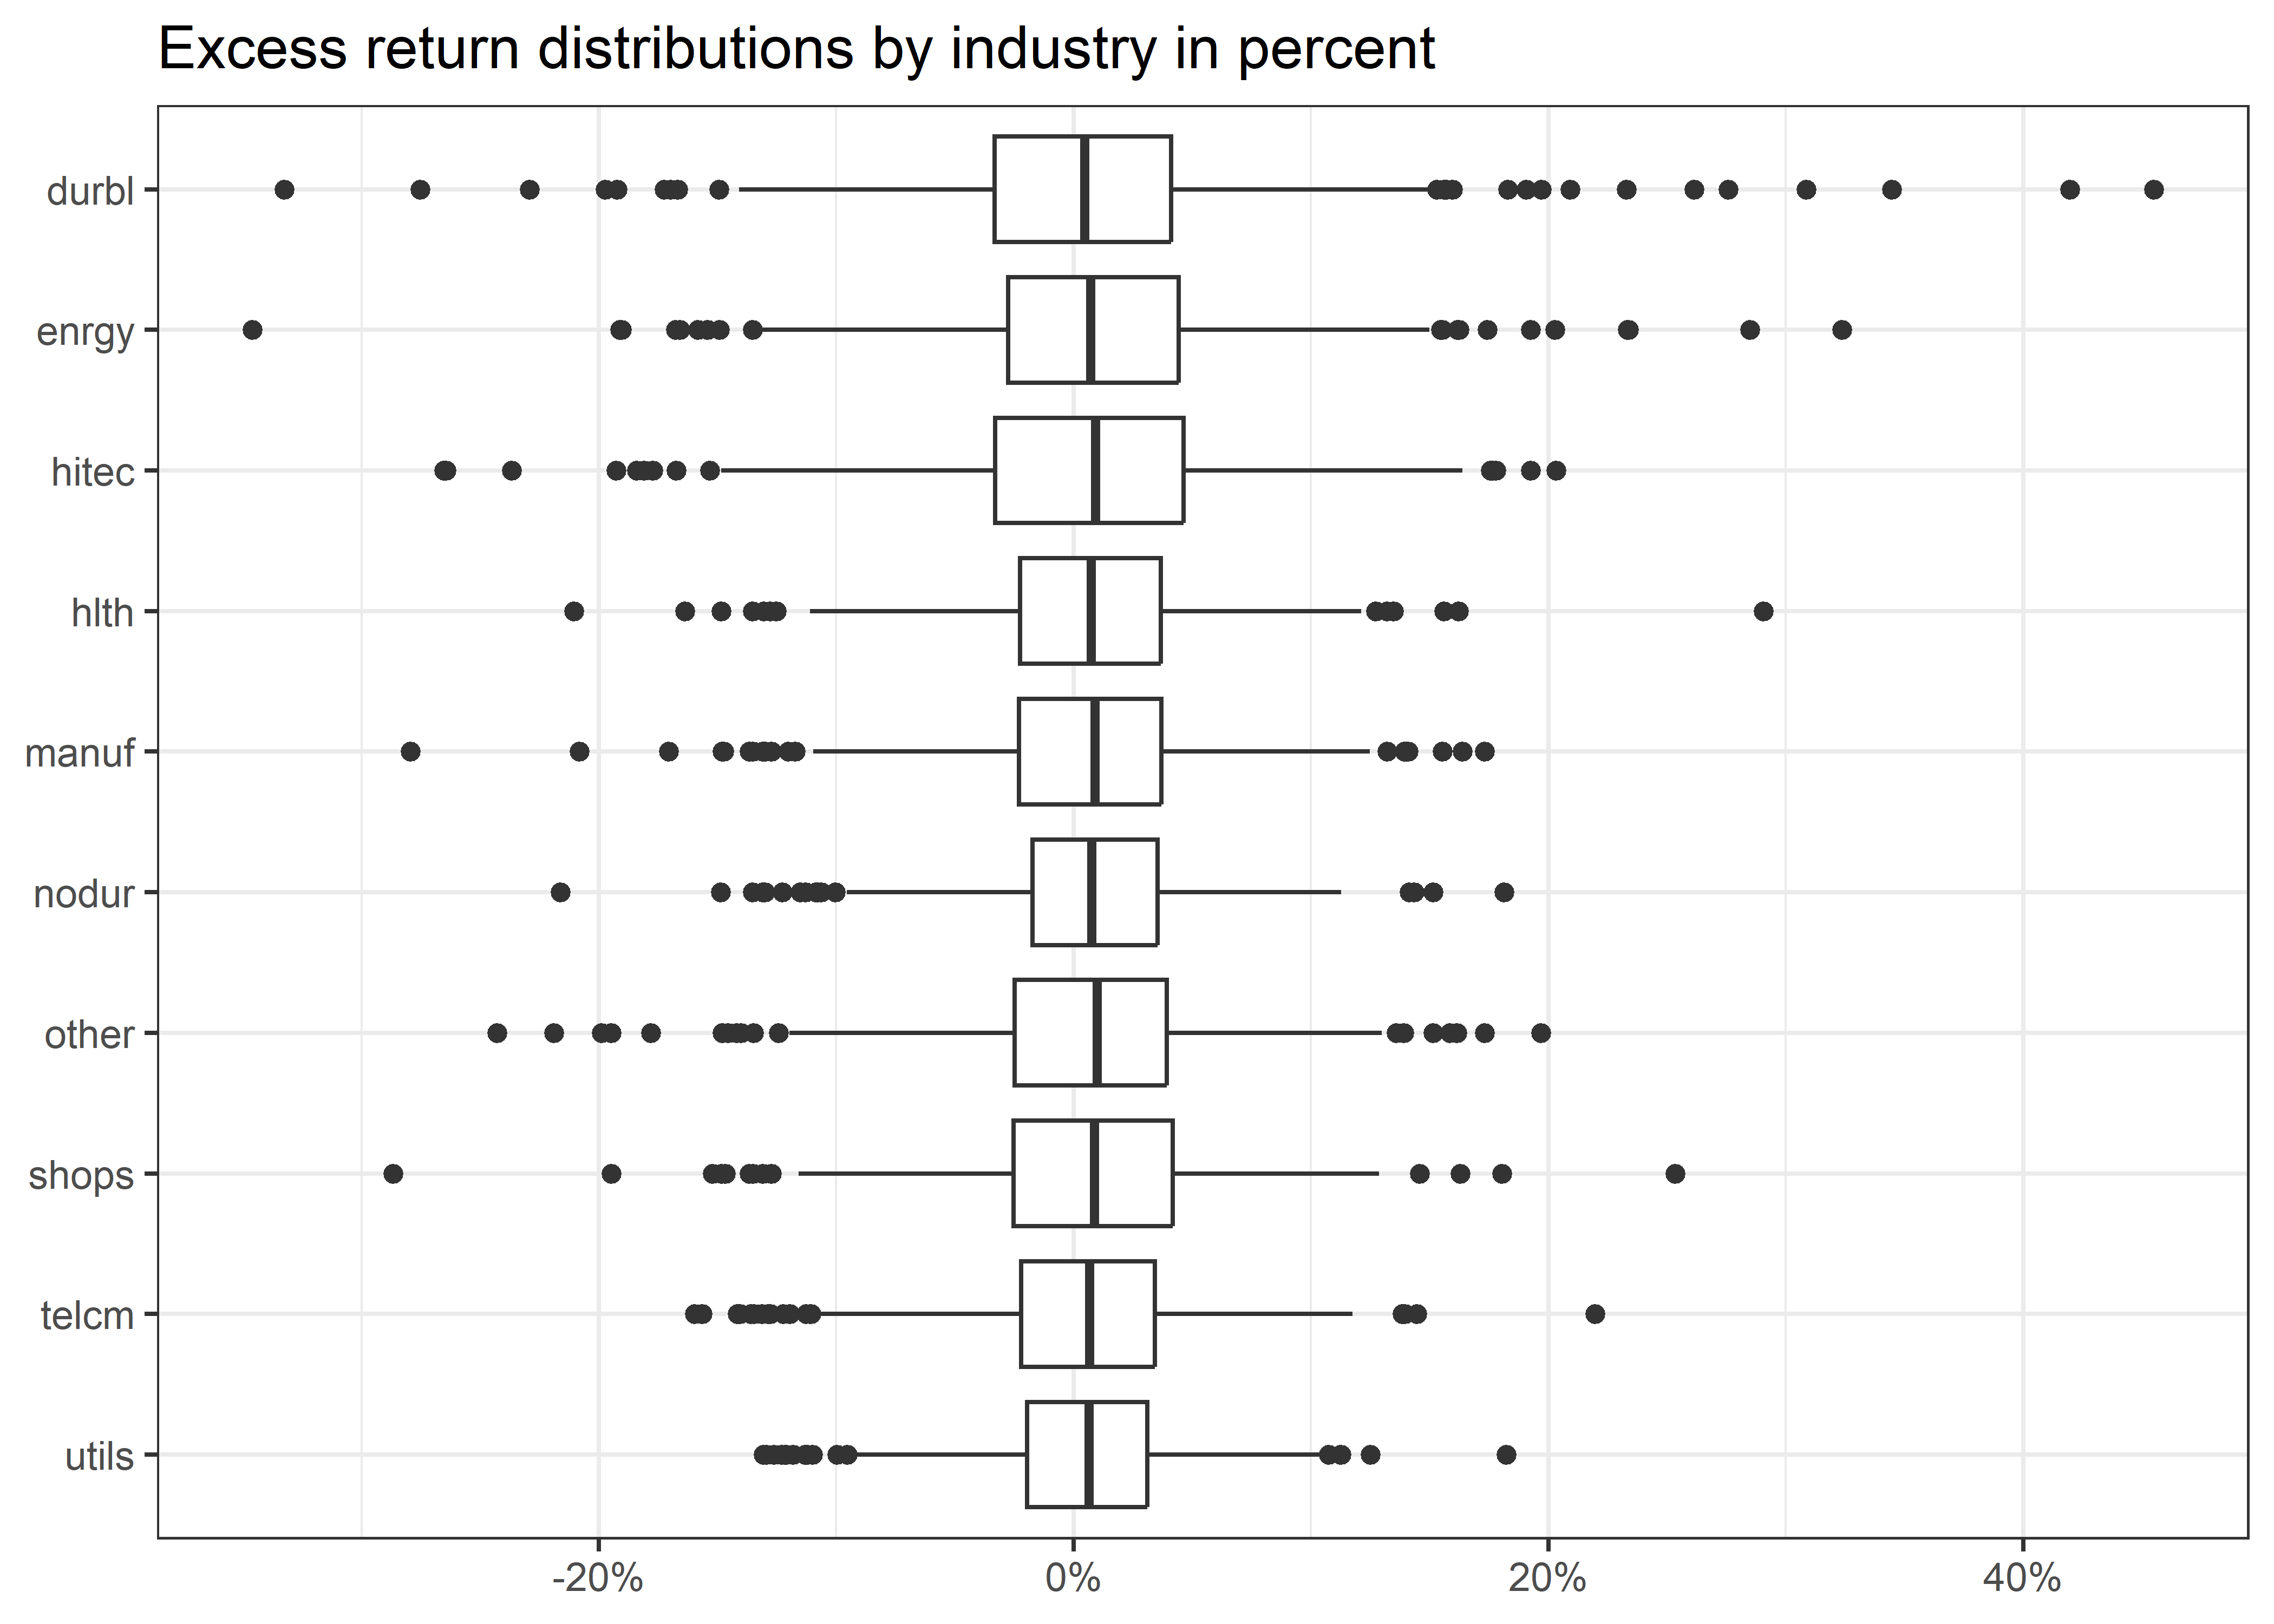 Excess return distributions by industry in percent
durbl
enrgy
hitec
hlth
manuf
nodur
other
shops
telcm
utils
-20% 0% 20% 40%